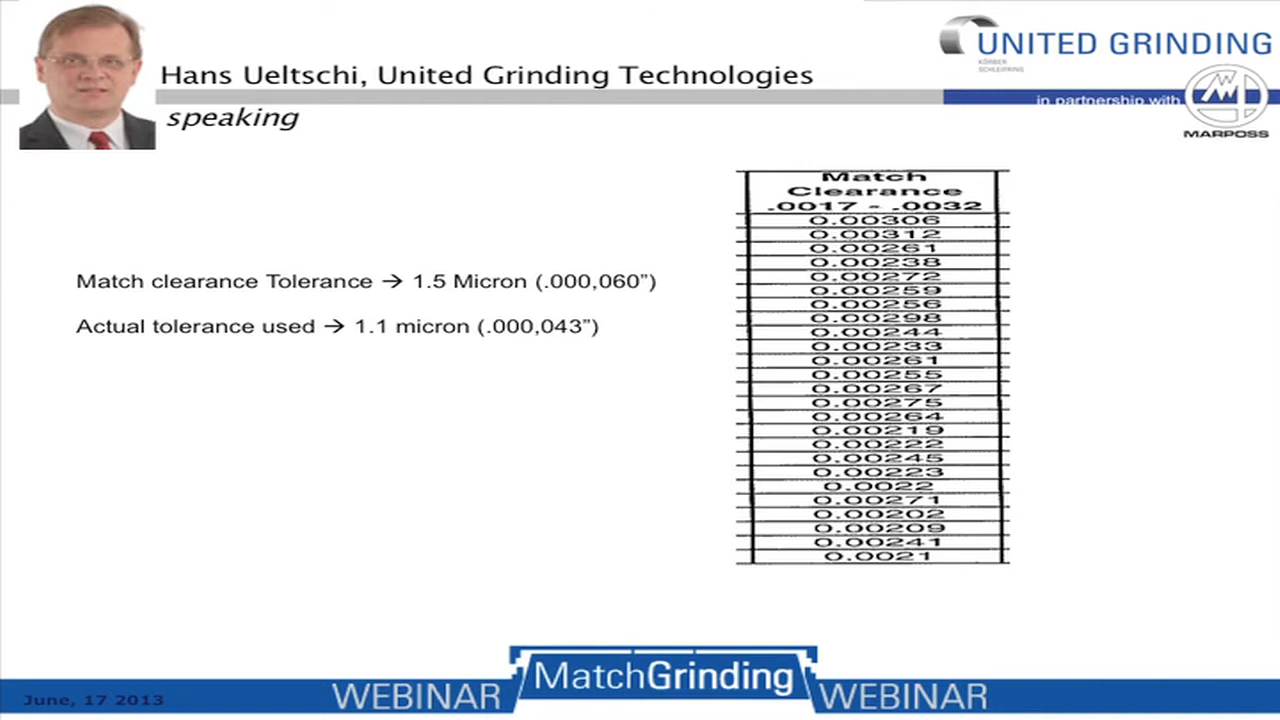 Hans Ueltschi, United Grinding Technologies
speaking
UNITED GRINDING
KÖRBER
SCHLEIFRING
in partnership with
MARPOSS
Match clearance Tolerance → 1.5 Micron (.000,060”)
Actual tolerance used → 1.1 micron (.000,043”)
Match
Clearance
.0017 - .0032
0.00306
0.00312
0.00261
0.00238
0.00272
0.00259
0.00256
0.00298
0.00244
0.00233
0.00261
0.00255
0.00267
0.00275
0.00264
0.00219
0.00222
0.00245
0.00223
0.0022
0.00271
0.00202
0.00209
0.00241
0.0021
June, 17 2013
WEBINAR
MatchGrinding
WEBINAR